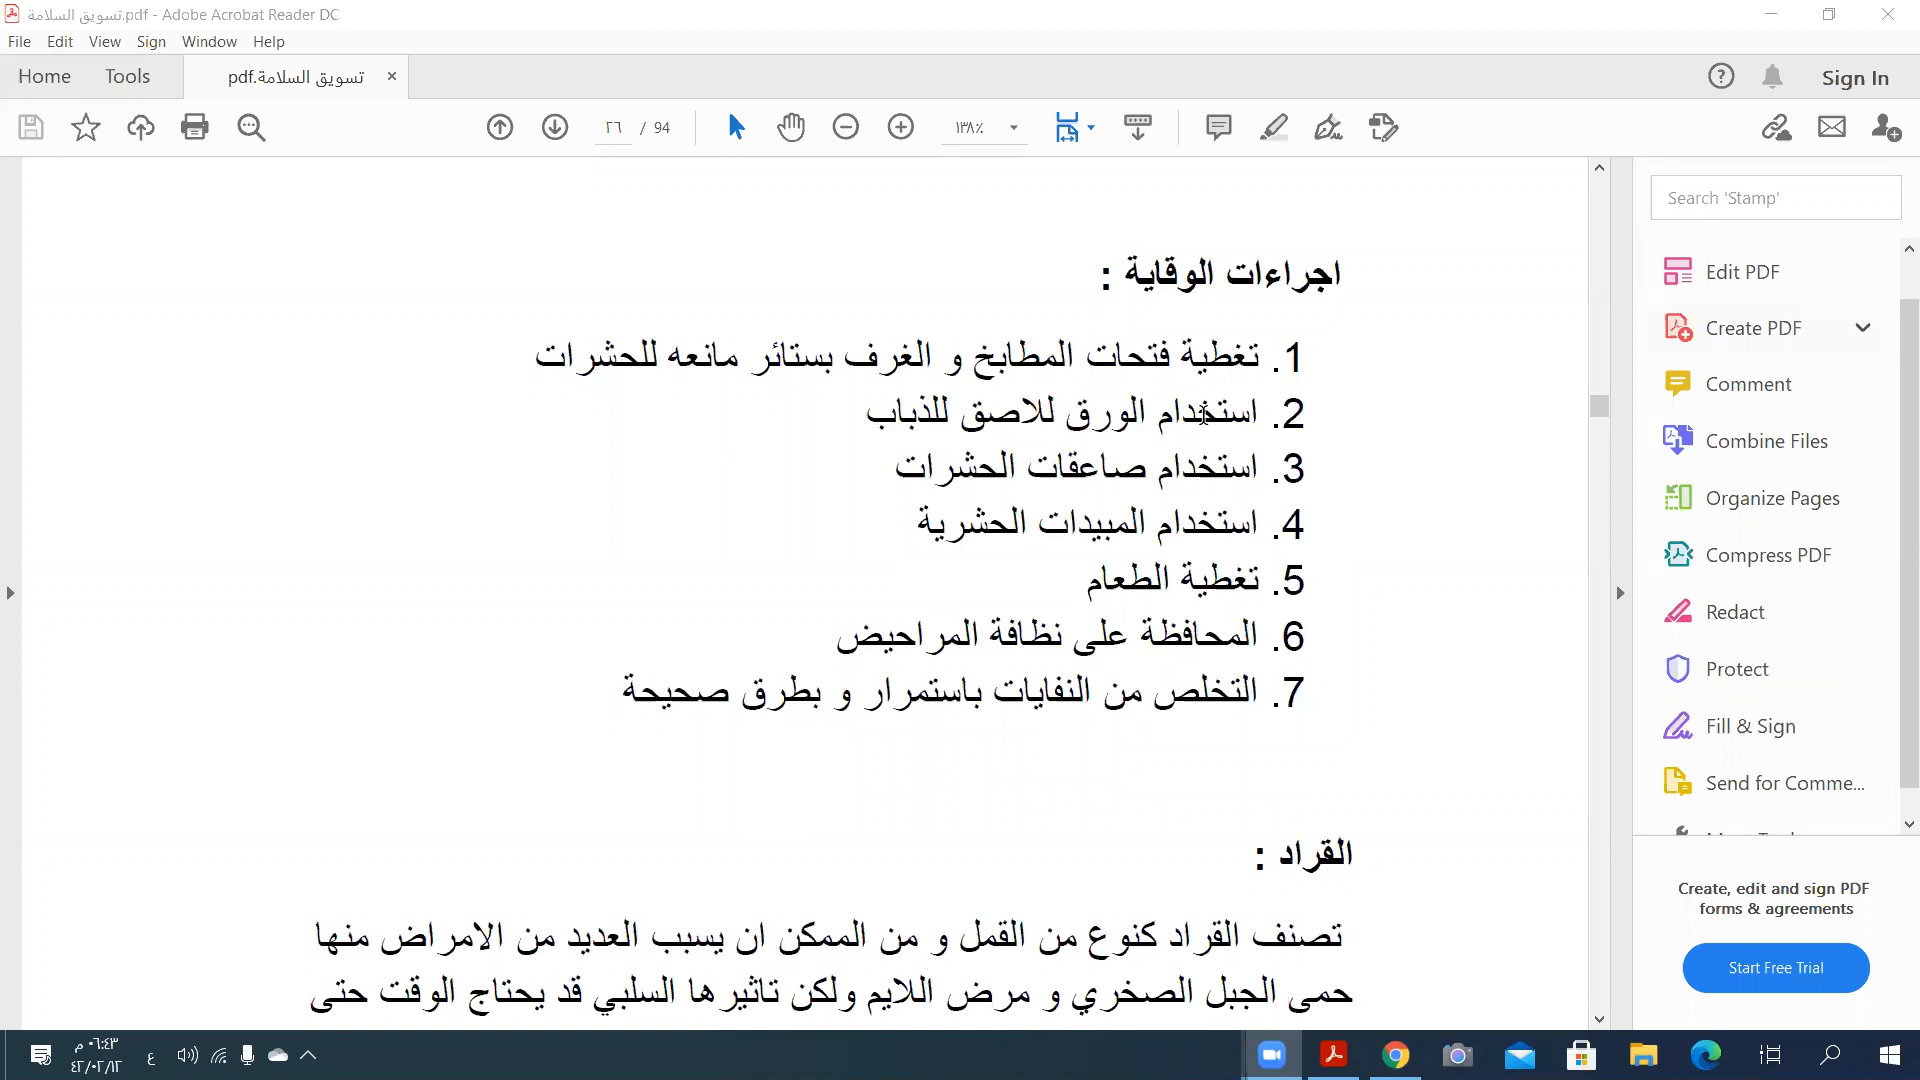 تسويق السلامة.pdf - Adobe Acrobat Reader DC
File Edit View Sign Window Help
Home Tools تسويق السلامة.pdf
Sign In
٢٦ / 94
١٣٨٪
Search 'Stamp'
اجراءات الوقاية :
1. تغطية فتحات المطابخ و الغرف بستائر مانعه للحشرات
2. استخدام الورق للاصق للذباب
3. استخدام صاعقات الحشرات
4. استخدام المبيدات الحشرية
5. تغطية الطعام
6. المحافظة على نظافة المراحيض
7. التخلص من النفايات باستمرار و بطرق صحيحة
القراد :
تصنف القراد كنوع من القمل و من الممكن ان يسبب العديد من الامراض منها
حمى الجبل الصخري و مرض اللايم ولكن تاثيرها السلبي قد يحتاج الوقت حتى
Edit PDF
Create PDF
Comment
Combine Files
Organize Pages
Compress PDF
Redact
Protect
Fill & Sign
Send for Comme...
Create, edit and sign PDF
forms & agreements
Start Free Trial
٠٦:٤٣ م
ع
٤٢/٠٢/١٢